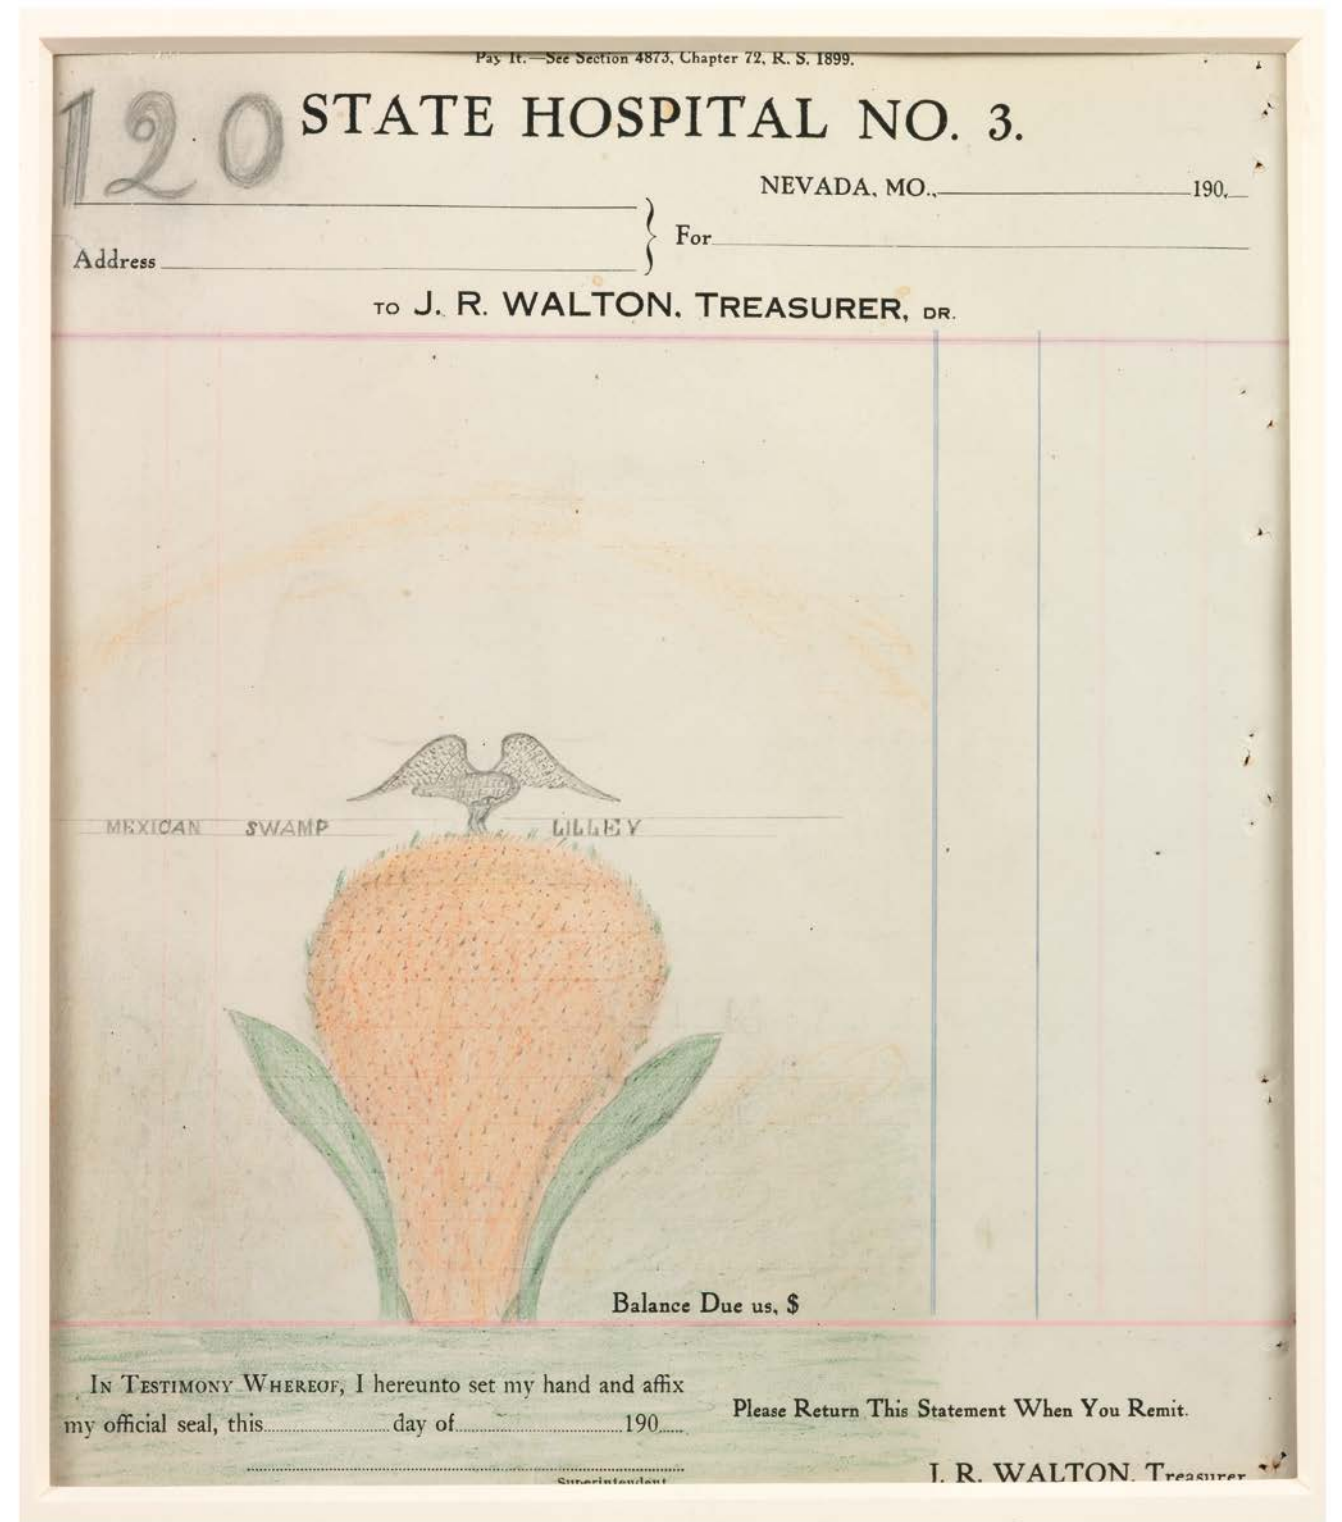 Pay It.—See Section 4873, Chapter 72, R. S. 1899.
120
STATE HOSPITAL NO. 3.
NEVADA, MO., 190
For
Address
TO J. R. WALTON, TREASURER, DR.
MEXICAN SWAMP LILLEY
Balance Due us, $
IN TESTIMONY WHEREOF, I hereunto set my hand and affix
my official seal, this day of 190
Please Return This Statement When You Remit.
Superintendent
J. R. WALTON, Treasurer